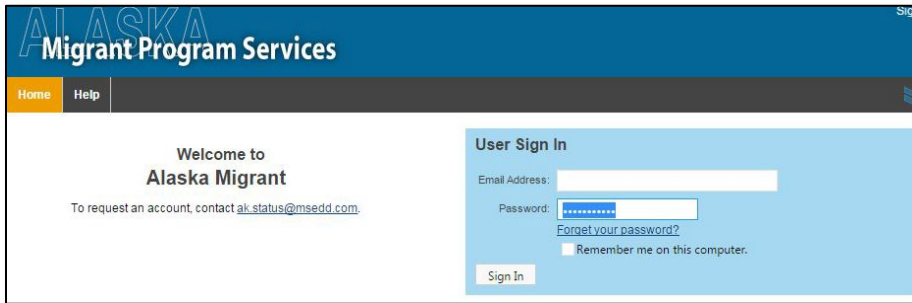 Sig
ALASKA
Migrant Program Services
Home Help
Welcome to
Alaska Migrant
To request an account, contact ak.status@msedd.com.
User Sign In
Email Address:
Password: •••••••••••
Forget your password?
Remember me on this computer.
Sign In